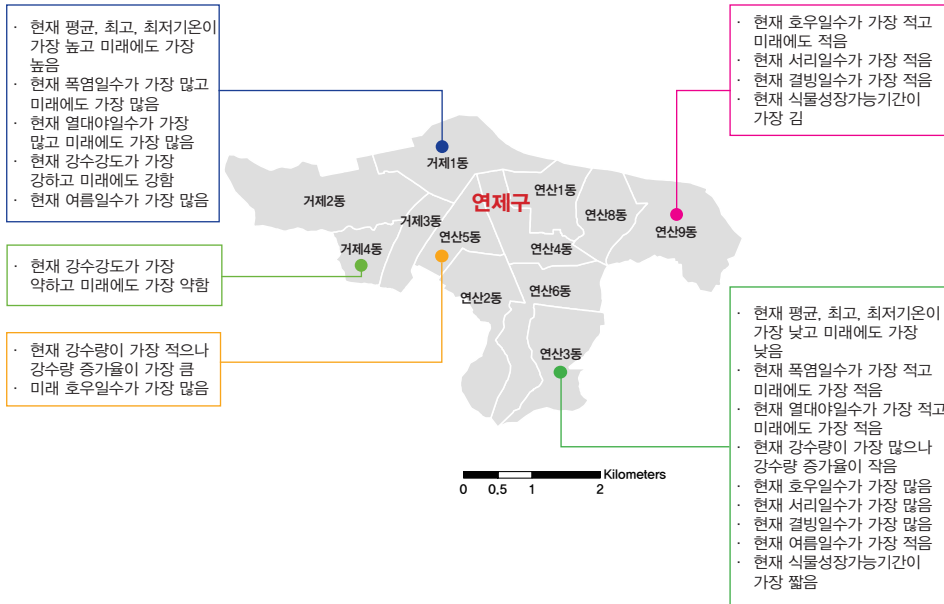 · 현재 평균, 최고, 최저기온이
가장 높고 미래에도 가장
높음
· 현재 폭염일수가 가장 많고
미래에도 가장 많음
· 현재 열대야일수가 가장
많고 미래에도 가장 많음
· 현재 강수강도가 가장
강하고 미래에도 강함
· 현재 여름일수가 가장 많음
· 현재 강수강도가 가장
약하고 미래에도 가장 약함
· 현재 강수량이 가장 적으나
강수량 증가율이 가장 큼
· 미래 호우일수가 가장 많음
거제1동
거제2동
연산1동
연제구
거제3동
연산8동
연산9동
연산5동
거제4동
연산4동
연산2동
연산6동
연산3동
Kilometers
0 0.5 1 2
· 현재 호우일수가 가장 적고
미래에도 적음
· 현재 서리일수가 가장 적음
· 현재 결빙일수가 가장 적음
· 현재 식물성장가능기간이
가장 김
· 현재 평균, 최고, 최저기온이
가장 낮고 미래에도 가장
낮음
· 현재 폭염일수가 가장 적고
미래에도 가장 적음
· 현재 열대야일수가 가장 적고
미래에도 가장 적음
· 현재 강수량이 가장 많으나
강수량 증가율이 작음
· 현재 호우일수가 가장 많음
· 현재 서리일수가 가장 많음
· 현재 결빙일수가 가장 많음
· 현재 여름일수가 가장 적음
· 현재 식물성장가능기간이
가장 짧음